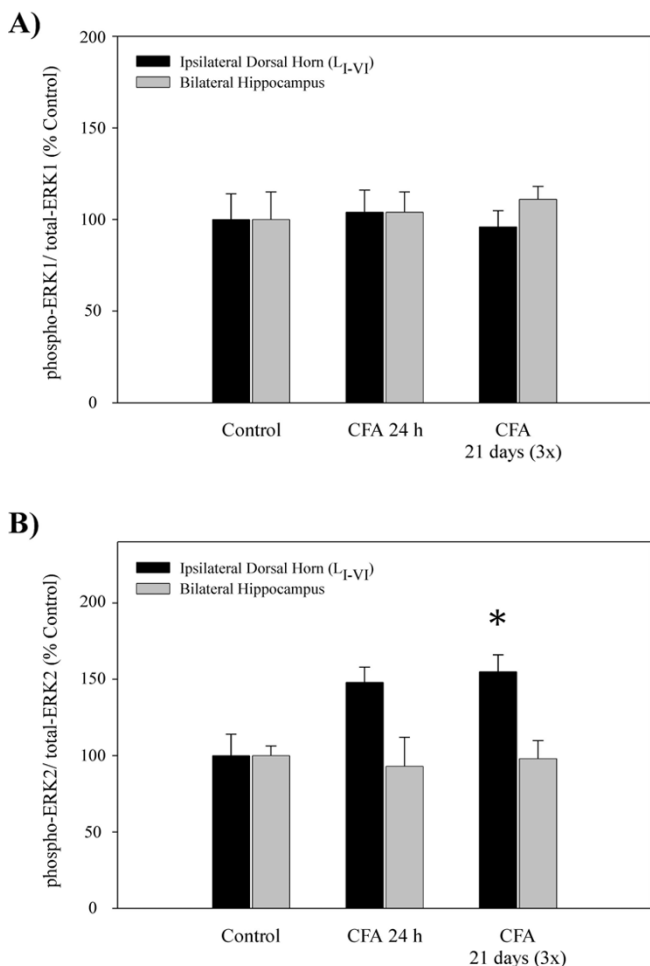 A)
phospho-ERK1/ total-ERK1 (% Control)
200
150
100
50
0
Ipsilateral Dorsal Horn (L I-VI)
Bilateral Hippocampus
Control
CFA 24 h
CFA
21 days (3x)
B)
phospho-ERK2/ total-ERK2 (% Control)
200
150
100
50
0
Ipsilateral Dorsal Horn (L I-VI)
Bilateral Hippocampus
*
Control
CFA 24 h
CFA
21 days (3x)